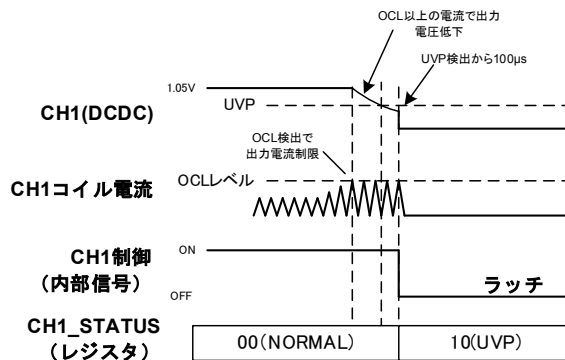 OCL以上の電流で出力
電圧低下
UVP検出から100μs
1.05V
UVP
CH1(DCDC)
OCL検出で
出力電流制限
OCLレベル
CH1コイル電流
ON
CH1制御
（内部信号）
OFF
ラッチ
CH1_STATUS
（レジスタ）
00(NORMAL)
10(UVP)